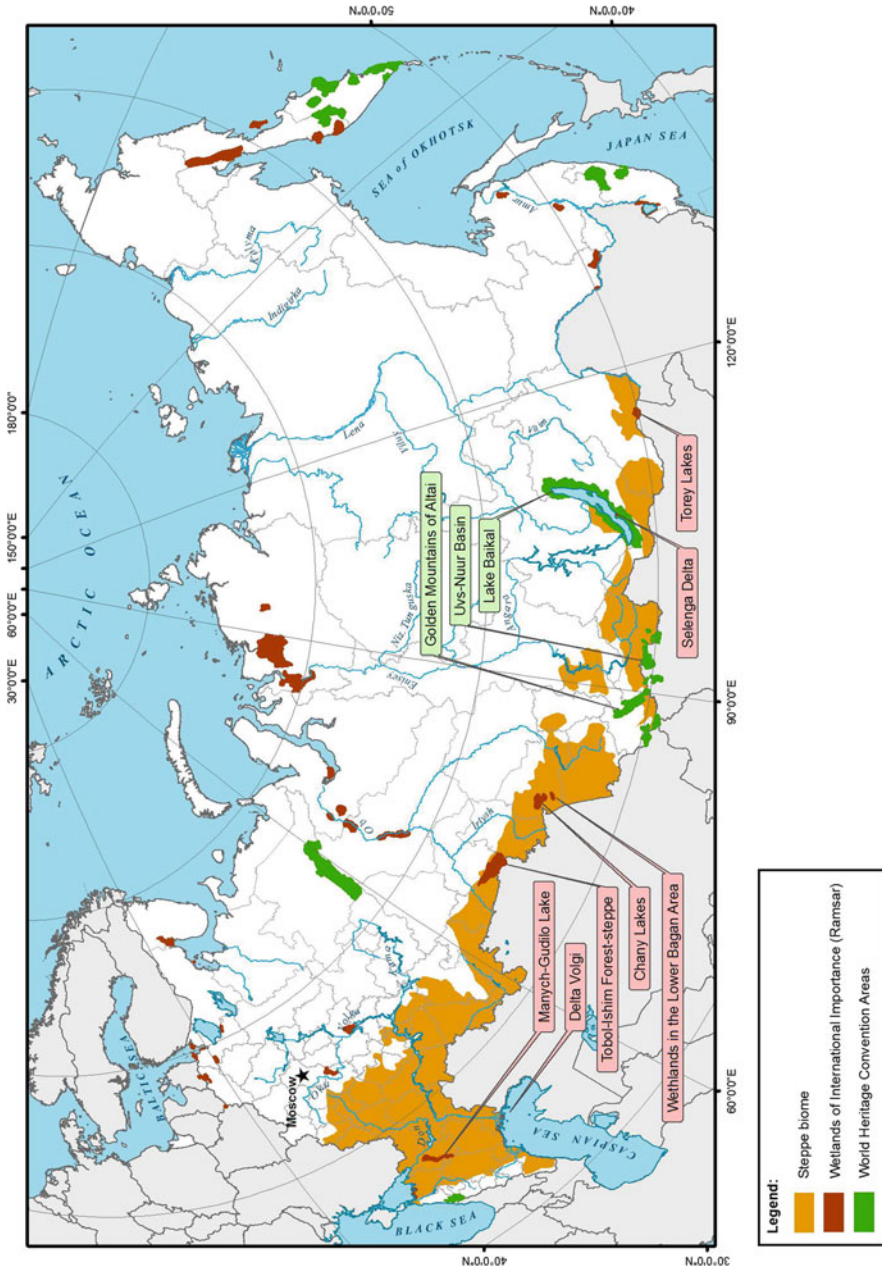 180°0'0"
150°0'0"E
60°0'0"E
30°0'0"E
50°0'0"N
40°0'0"N
ARCTIC OCEAN
SEA of OKHOTSK
JAPAN SEA
BALTIC SEA
BLACK SEA
CASPIAN SEA
Kolyma
Indigirka
Lena
Viluy
Vitim
Amur
Niz. Tunguska
Angara
Enisey
Ob
Irtysh
Kama
Volga
Oka
Don
Moscow
Golden Mountains of Altai
Uvs-Nuur Basin
Lake Baikal
Manych-Gudilo Lake
Delta Volgi
Tobol-Ishim Forest-steppe
Chany Lakes
Wethlands in the Lower Bagan Area
Selenga Delta
Torey Lakes
40°0'0"N
30°0'0"N
60°0'0"E
90°0'0"E
120°0'0"E
Legend:
Steppe biome
Wetlands of International Importance (Ramsar)
World Heritage Convention Areas